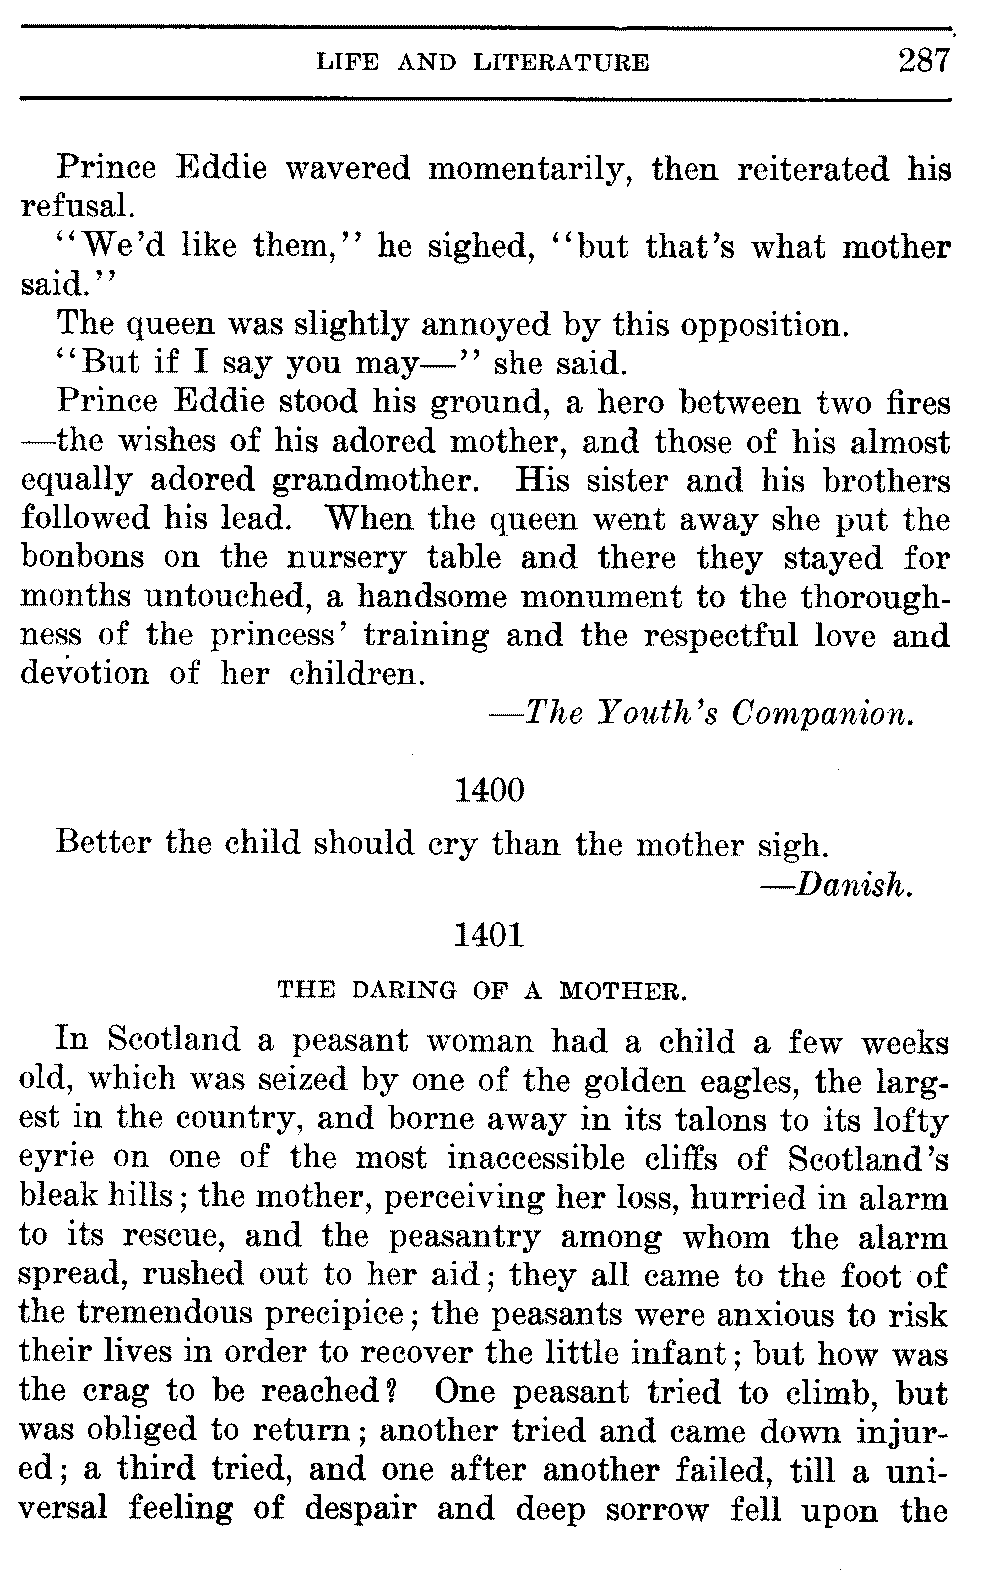 LIFE AND LITERATURE 287
Prince Eddie wavered momentarily, then reiterated his
refusal.
"We'd like them," he sighed, "but that's what mother
said."
The queen was slightly annoyed by this opposition.
"But if I say you may—" she said.
Prince Eddie stood his ground, a hero between two fires
—the wishes of his adored mother, and those of his almost
equally adored grandmother. His sister and his brothers
followed his lead. When the queen went away she put the
bonbons on the nursery table and there they stayed for
months untouched, a handsome monument to the thorough-
ness of the princess' training and the respectful love and
devotion of her children.
—The Youth's Companion.
1400
Better the child should cry than the mother sigh.
—Danish.
1401
THE DARING OF A MOTHER.
In Scotland a peasant woman had a child a few weeks
old, which was seized by one of the golden eagles, the larg-
est in the country, and borne away in its talons to its lofty
eyrie on one of the most inaccessible cliffs of Scotland's
bleak hills; the mother, perceiving her loss, hurried in alarm
to its rescue, and the peasantry among whom the alarm
spread, rushed out to her aid; they all came to the foot of
the tremendous precipice; the peasants were anxious to risk
their lives in order to recover the little infant; but how was
the crag to be reached? One peasant tried to climb, but
was obliged to return; another tried and came down injur-
ed; a third tried, and one after another failed, till a uni-
versal feeling of despair and deep sorrow fell upon the